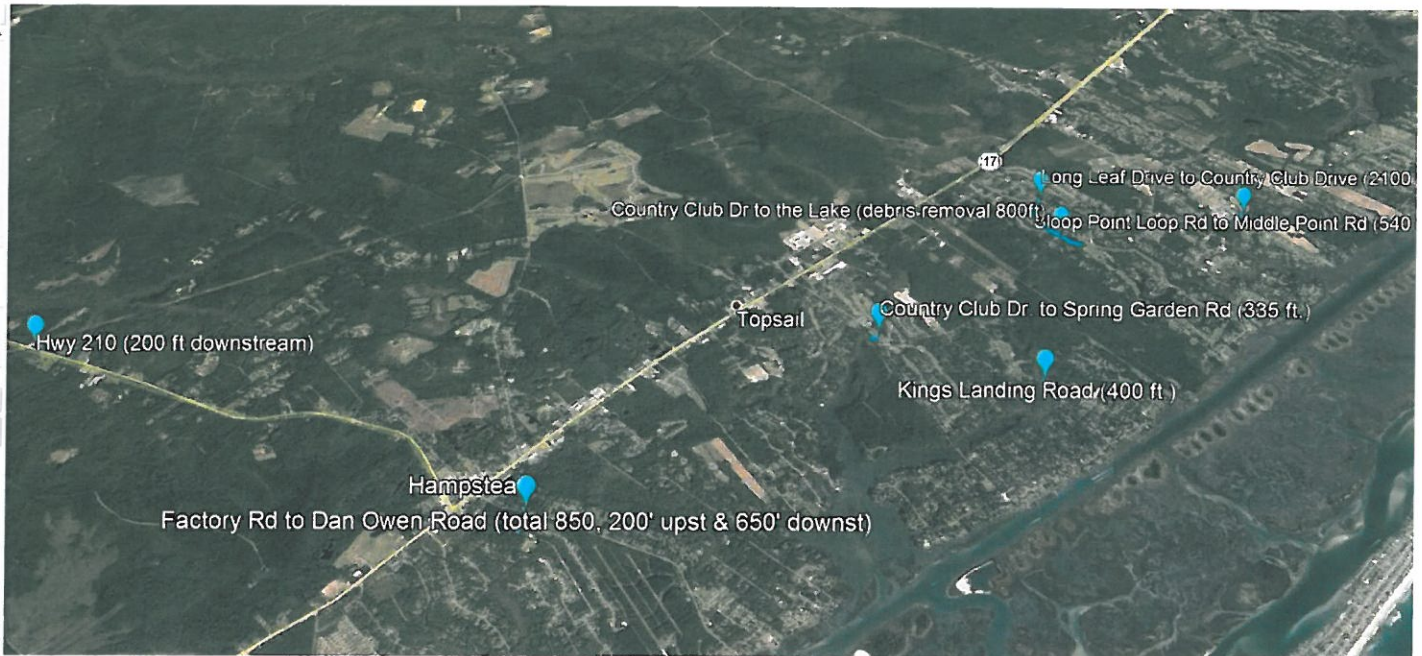 17
Long Leaf Drive to Country Club Drive (2100
Country Club Dr to the Lake (debris removal 800ft)
Sloop Point Loop Rd to Middle Point Rd (540
Country Club Dr to Spring Garden Rd (335 ft.)
Topsail
Hwy 210 (200 ft downstream)
Kings Landing Road (400 ft )
Hampstea
Factory Rd to Dan Owen Road (total 850, 200' upst & 650' downst)